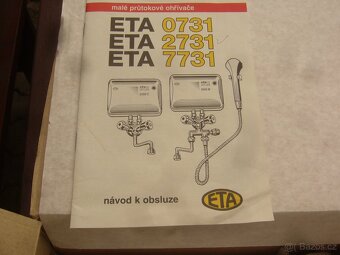 malé průtokové ohřívače
ETA 0731
ETA 2731
ETA 7731
návod k obsluze
ETA